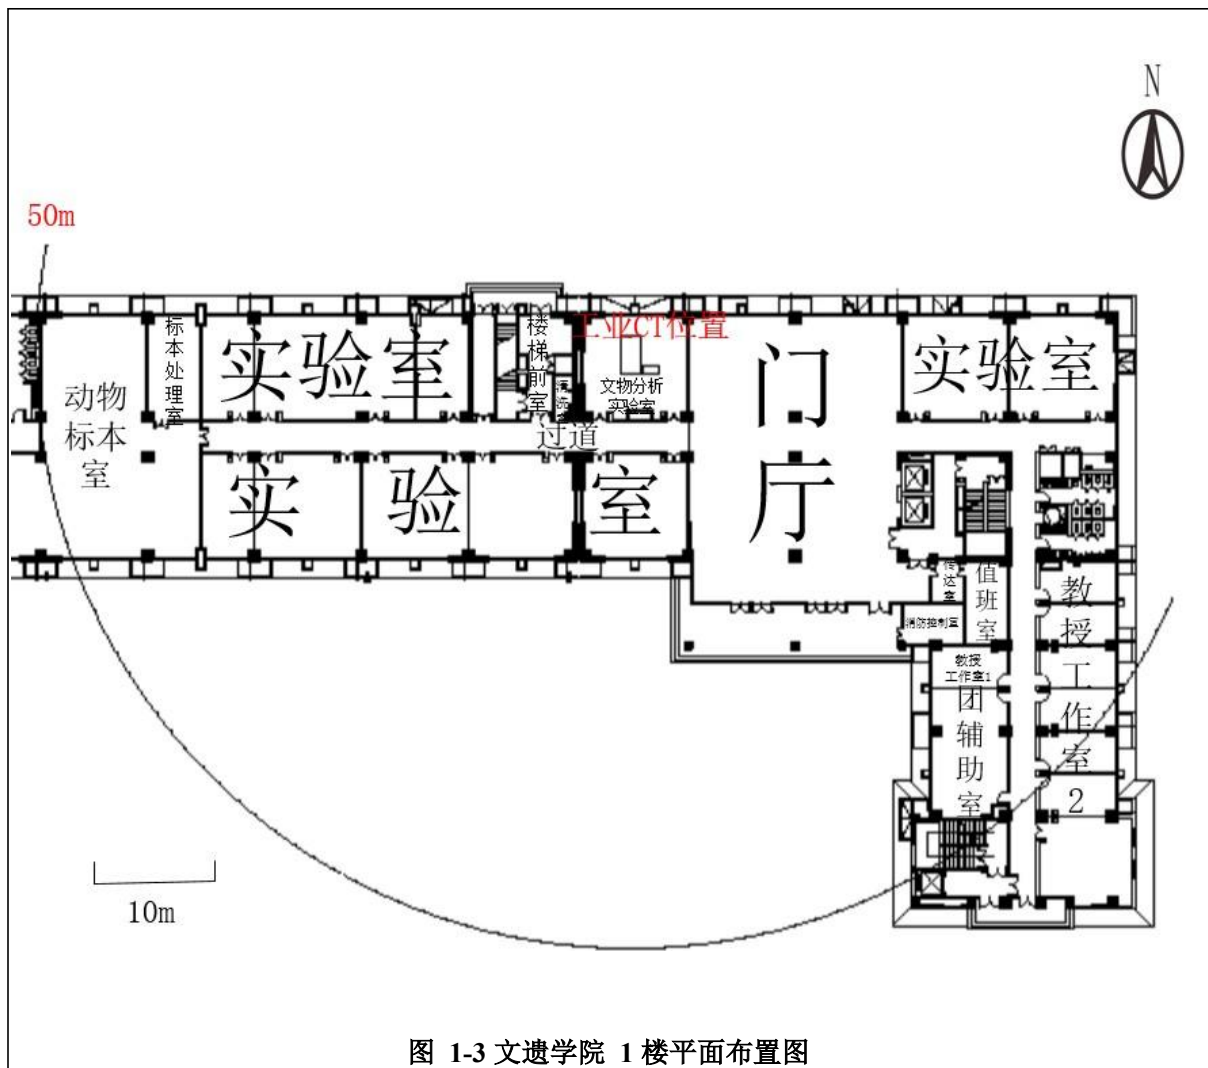 N
50m
工业CT位置
标本处理室
实验室
楼梯前室
清洗室
文物分析
实验室
门厅
实验室
动物
标本
室
过道
实验室
传达室
值班室
消防控制室
教授
工作室1
团辅助室
教授工作室2
10m
图 1-3 文遗学院 1 楼平面布置图